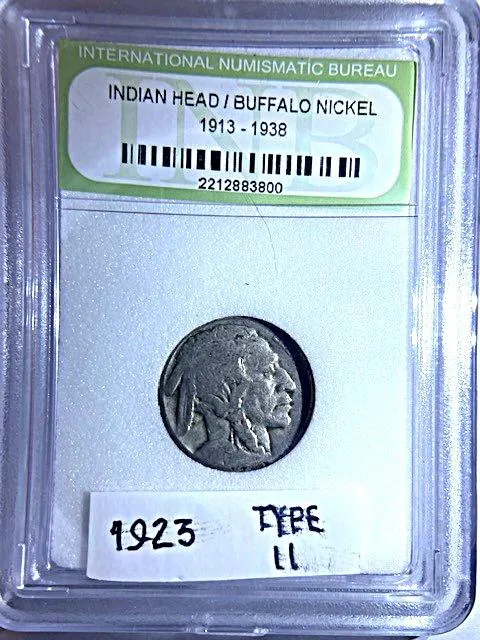 INTERNATIONAL NUMISMATIC BUREAU
INB
INDIAN HEAD / BUFFALO NICKEL
1913 - 1938
2212883800
1923 TYPE
11